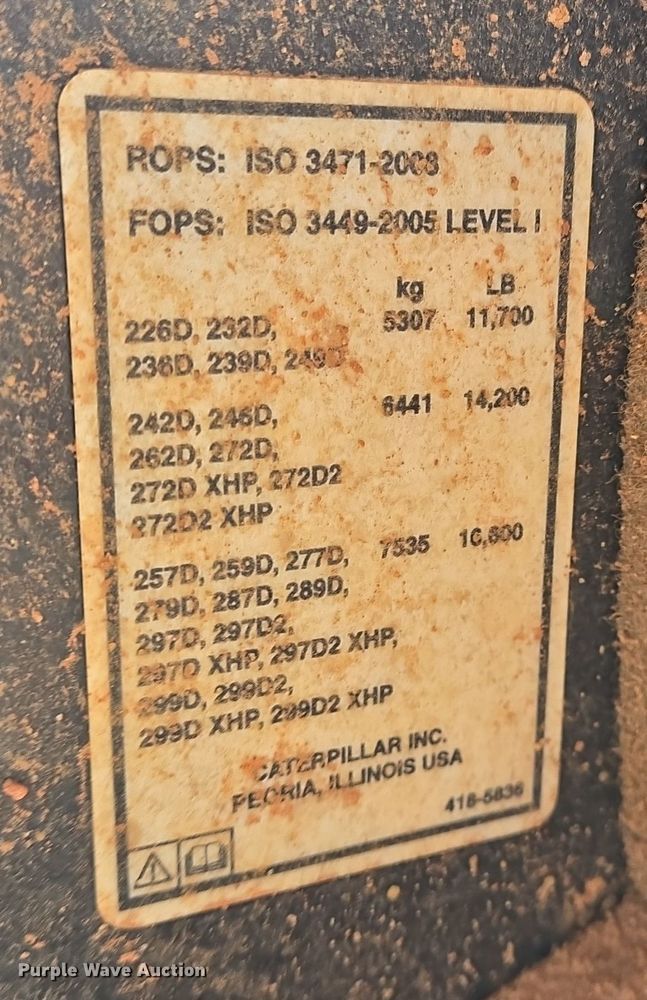 ROPS: ISO 3471-2008
FOPS: ISO 3449-2005 LEVEL I
kg LB
226D, 232D, 5307 11,700
236D, 239D, 249D
242D, 246D, 6441 14,200
262D, 272D,
272D XHP, 272D2
272D2 XHP
257D, 259D, 277D, 7535 16,600
279D, 287D, 289D,
297D, 297D2,
297D XHP, 297D2 XHP,
299D, 299D2,
299D XHP, 299D2 XHP
CATERPILLAR INC.
PEORIA, ILLINOIS USA
418-5836
Purple Wave Auction